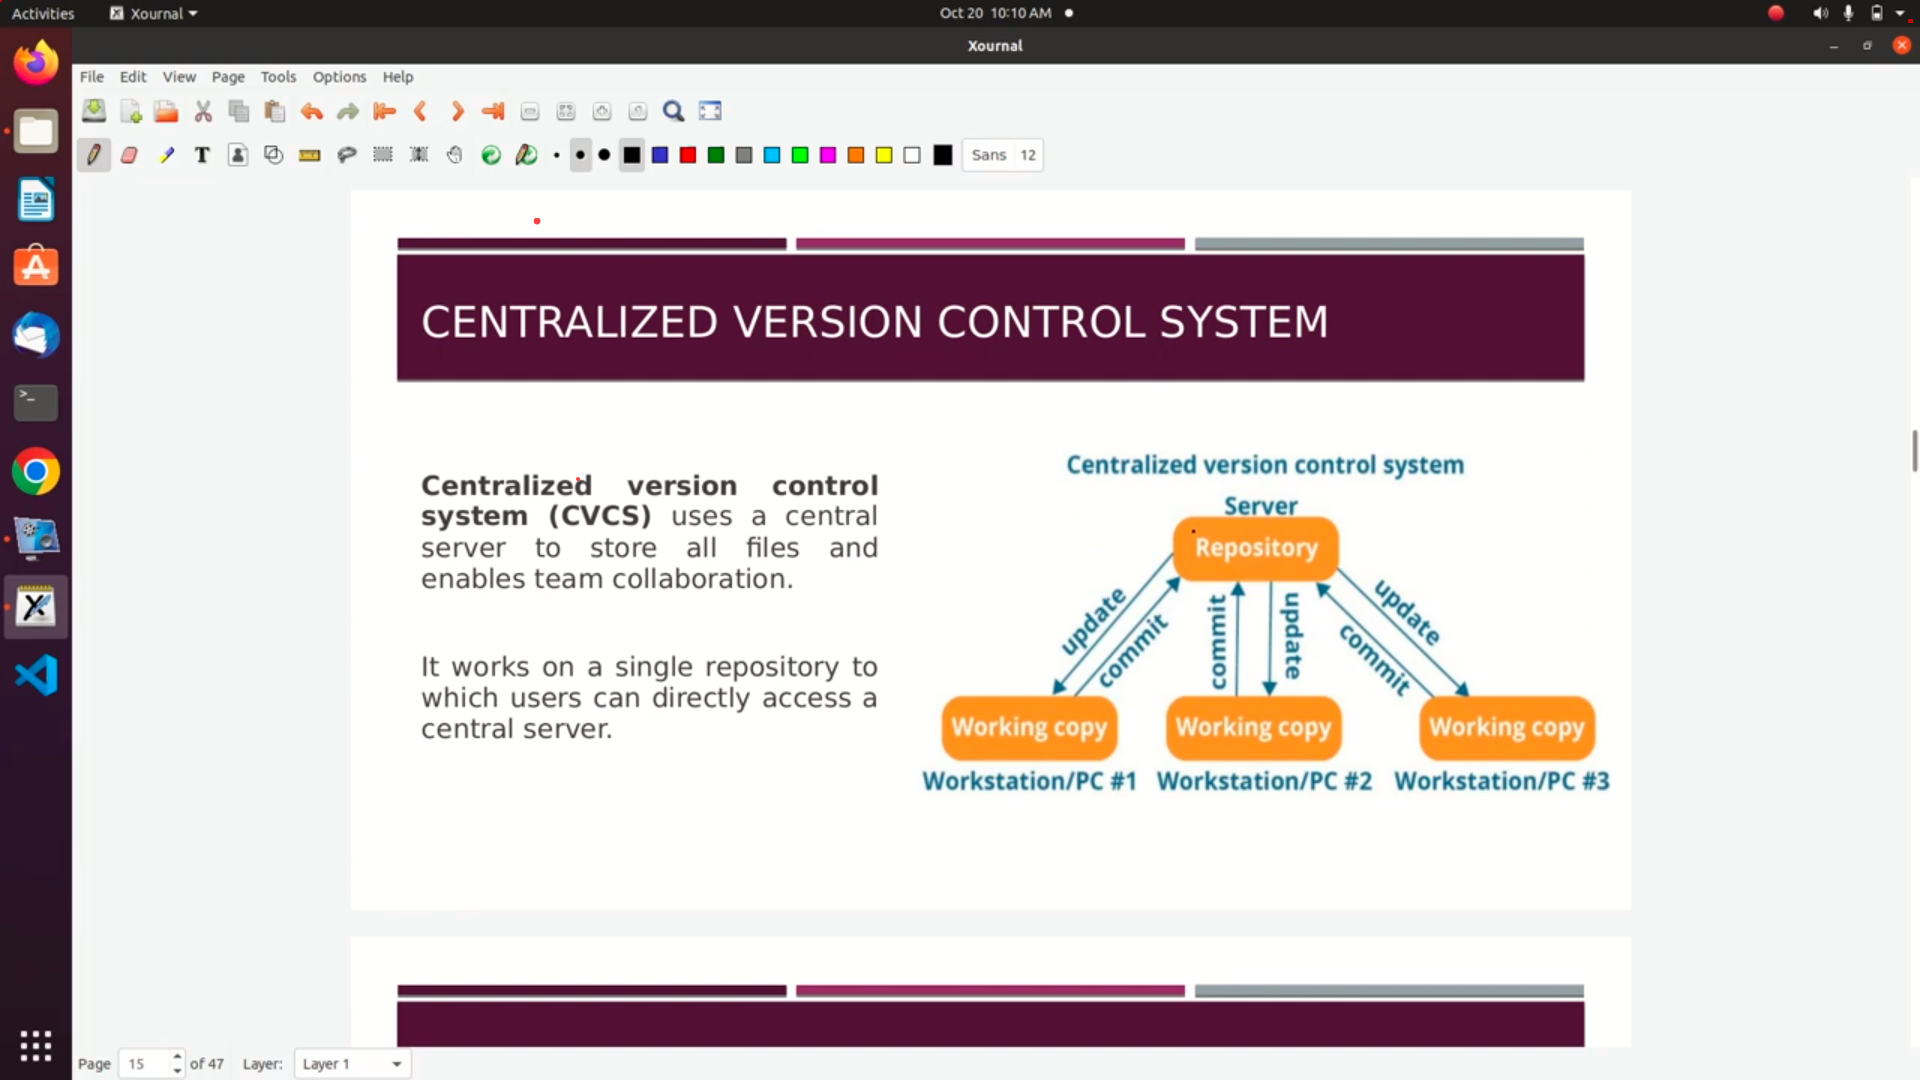 Activities
Xournal
Oct 20 10:10 AM
Xournal
File Edit View Page Tools Options Help
T
Sans 12
CENTRALIZED VERSION CONTROL SYSTEM
Centralized version control
system (CVCS) uses a central
server to store all files and
enables team collaboration.
It works on a single repository to
which users can directly access a
central server.
Centralized version control system
Server
Repository
update
commit
commit
update
update
commit
Working copy
Working copy
Working copy
Workstation/PC #1
Workstation/PC #2
Workstation/PC #3
Page 15 of 47 Layer: Layer 1